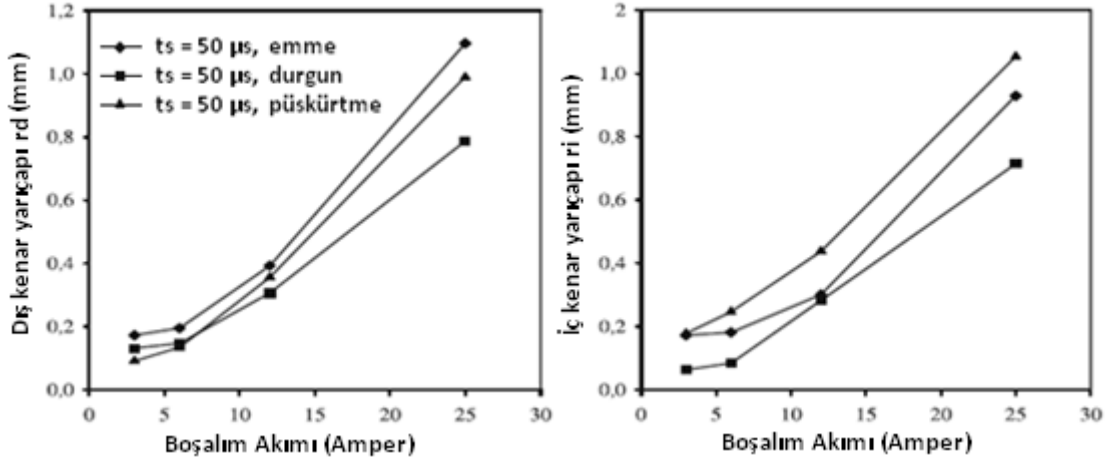 1,2
1,0
0,8
0,6
0,4
0,2
0,0
Dış kenar yarıçapı rd (mm)
ts = 50 µs, emme
ts = 50 µs, durgun
ts = 50 µs, püskürtme
0 5 10 15 20 25 30
Boşalım Akımı (Amper)
2
1.0
0.8
0.6
0.4
0.2
0.0
İç kenar yarıçapı ri (mm)
0 5 10 15 20 25 30
Boşalım Akımı (Amper)